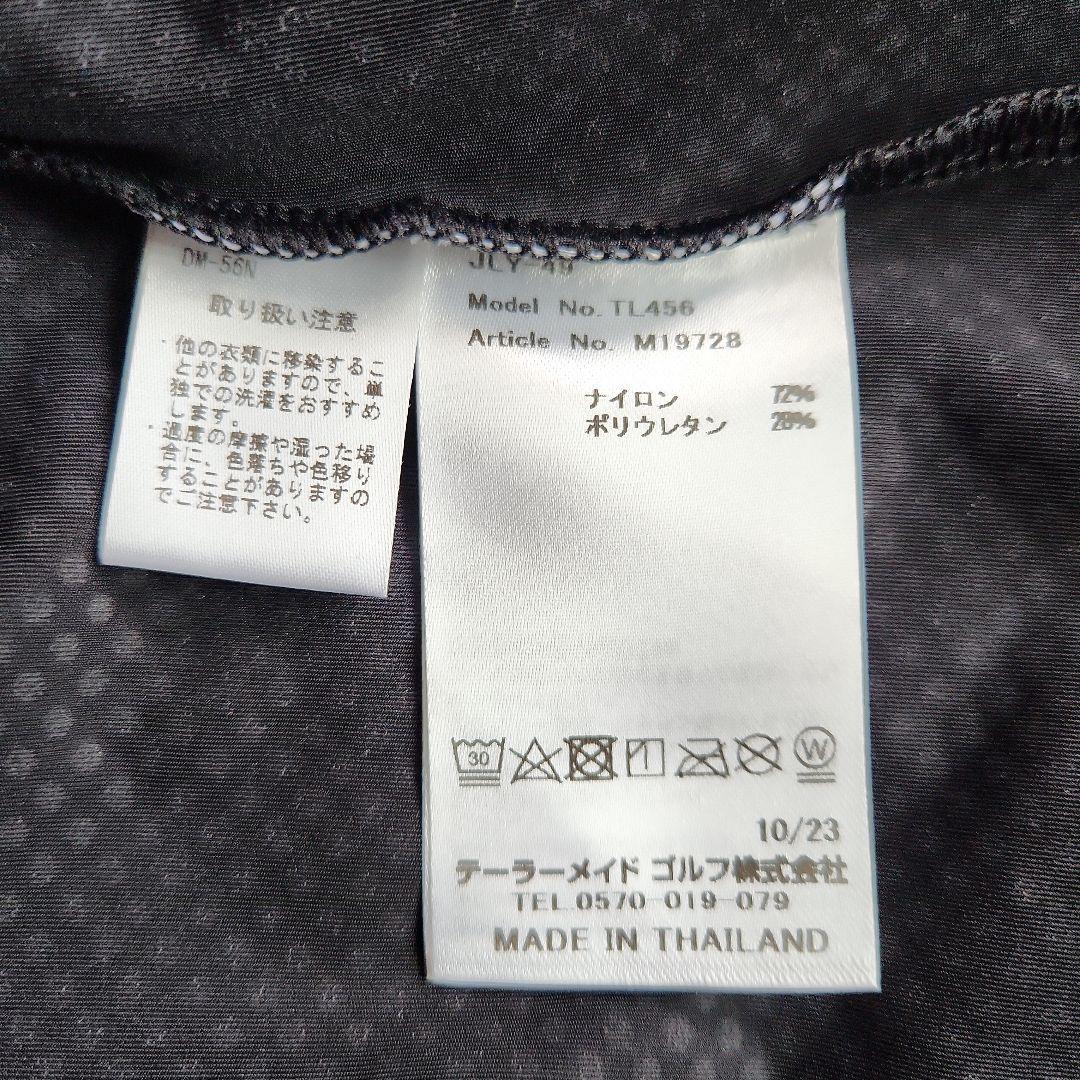 DM-56N
取り扱い注意
・他の衣類に移染するこ
とがありますので、単
独での洗濯をおすすめ
します。
・過度の摩擦や湿った場
合に、色落ちや色移り
することがありますの
でご注意下さい。
JLY-49
Model No. TL456
Article No. M19728
ナイロン 72%
ポリウレタン 28%
30
W
10/23
テーラーメイド ゴルフ株式会社
TEL.0570-019-079
MADE IN THAILAND